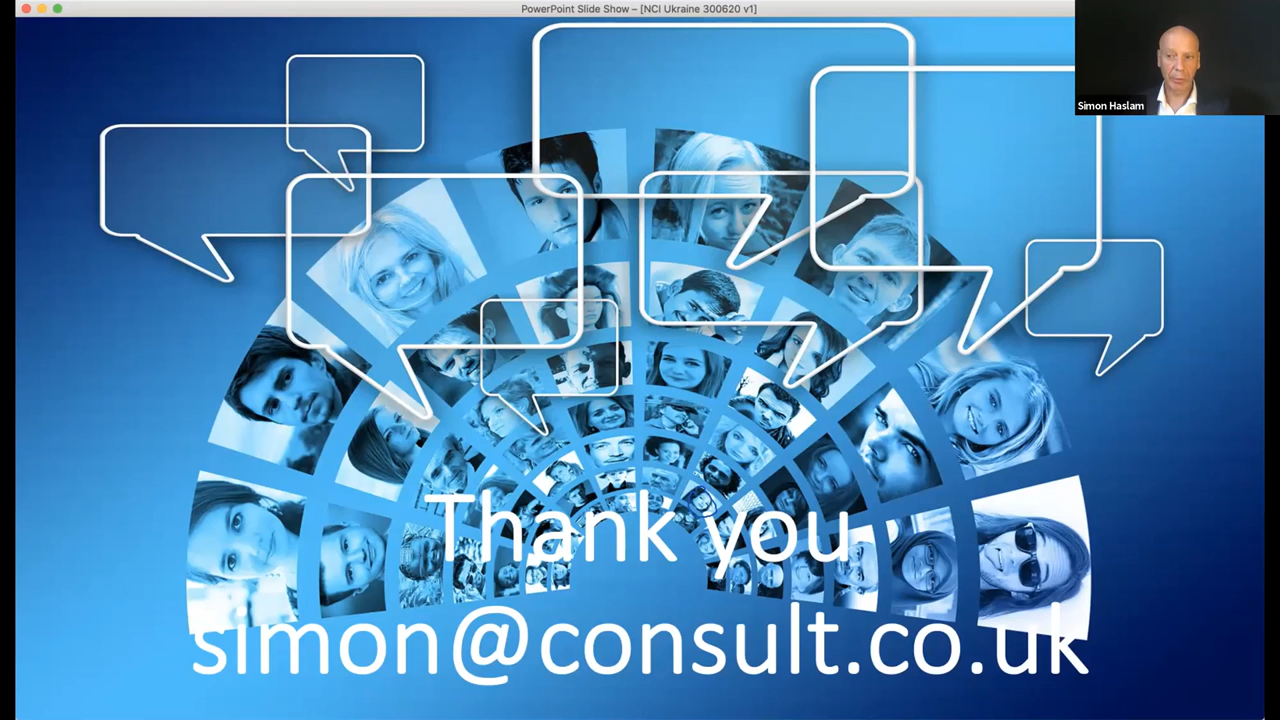 PowerPoint Slide Show – [NCI Ukraine 300620 v1]
Simon Haslam
Thank you
simon@consult.co.uk